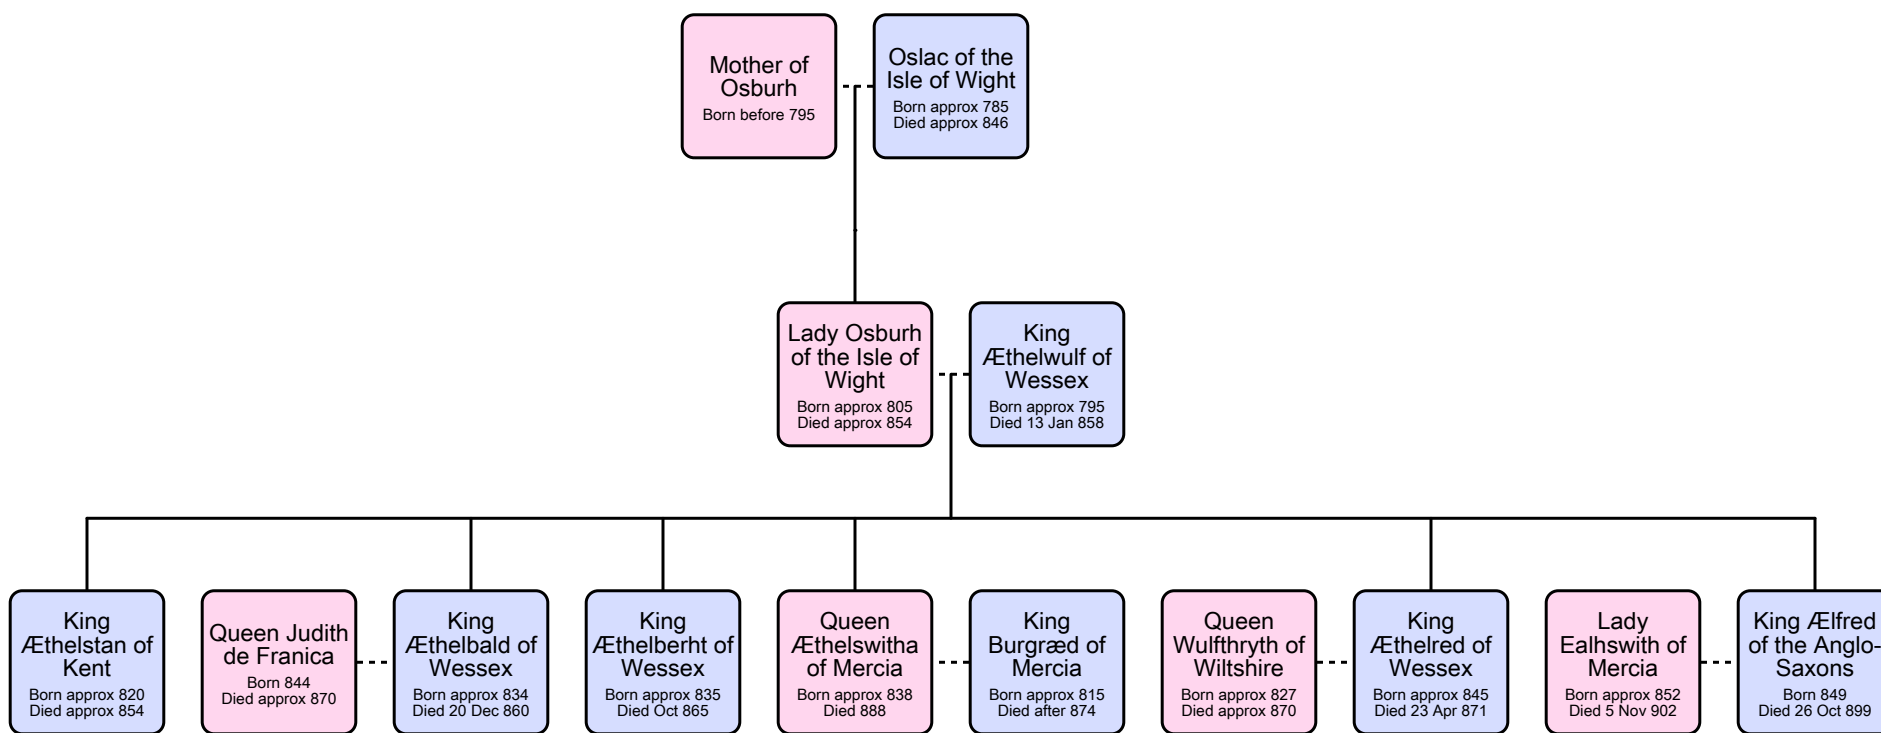 Mother of
Osburh
Born before 795
Oslac of the
Isle of Wight
Born approx 785
Died approx 846
Lady Osburh
of the Isle of
Wight
Born approx 805
Died approx 854
King
Æthelwulf of
Wessex
Born approx 795
Died 13 Jan 858
King
Æthelstan of
Kent
Born approx 820
Died approx 854
Queen Judith
de Franica
Born 844
Died approx 870
King
Æthelbald of
Wessex
Born approx 834
Died 20 Dec 860
King
Æthelberht of
Wessex
Born approx 835
Died Oct 865
Queen
Æthelswitha
of Mercia
Born approx 838
Died 888
King
Burgræd of
Mercia
Born approx 815
Died after 874
Queen
Wulfthryth of
Wiltshire
Born approx 827
Died approx 870
King
Æthelred of
Wessex
Born approx 845
Died 23 Apr 871
Lady
Ealhswith of
Mercia
Born approx 852
Died 5 Nov 902
King Ælfred
of the Anglo-
Saxons
Born 849
Died 26 Oct 899